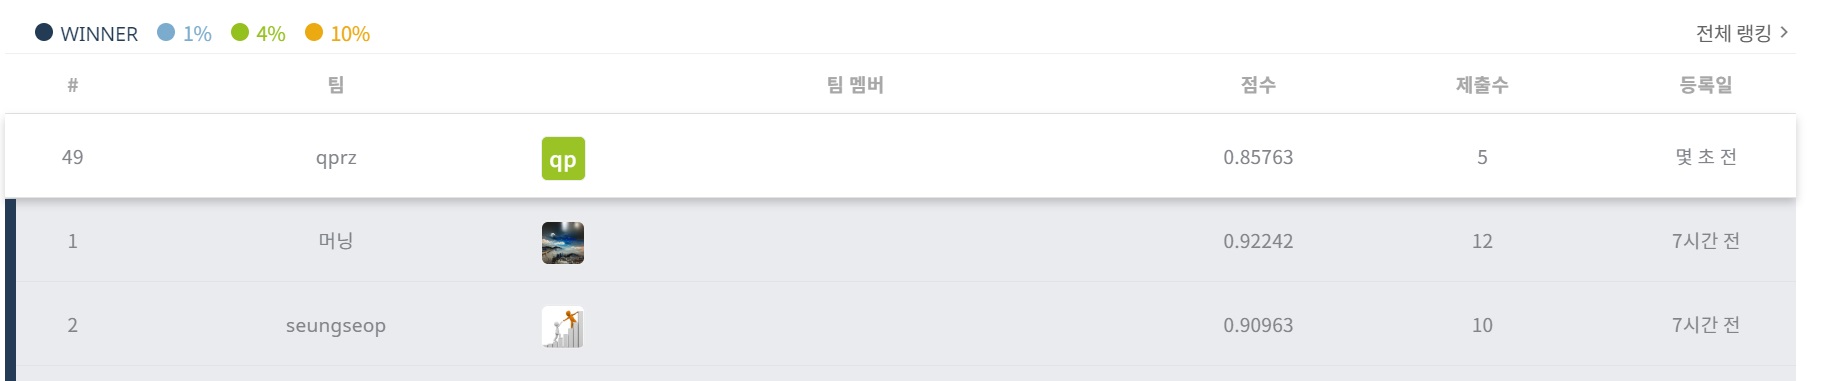 WINNER 1% 4% 10% 전체 랭킹 >
# 팀 팀 멤버 점수 제출수 등록일
49 qprz qp 0.85763 5 몇 초 전
1 머닝 0.92242 12 7시간 전
2 seungseop 0.90963 10 7시간 전